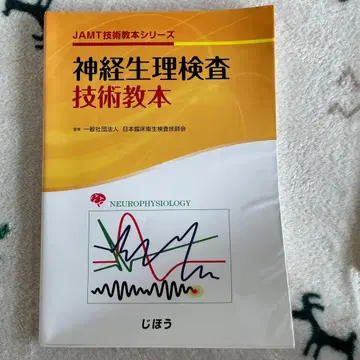 JAMT技術教本シリーズ
神経生理検査
技術教本
監修 一般社団法人 日本臨床衛生検査技師会
NEUROPHYSIOLOGY
じほう